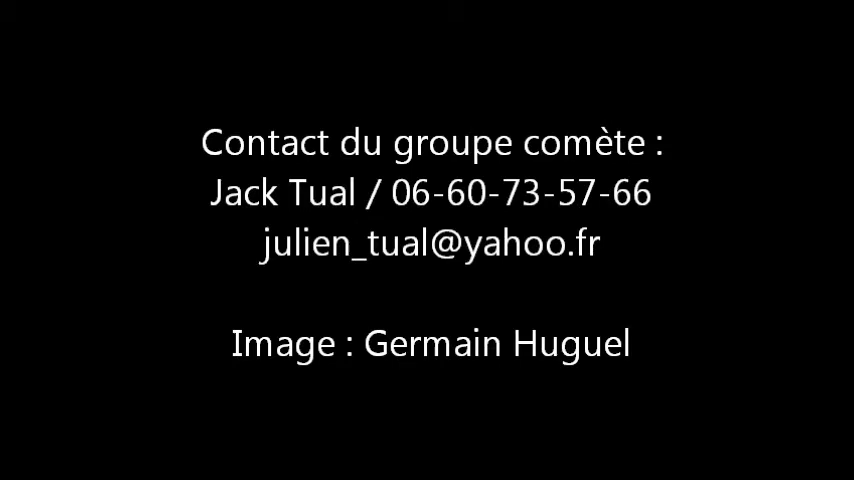 Contact du groupe comète :
Jack Tual / 06-60-73-57-66
julien_tual@yahoo.fr
Image : Germain Huguel